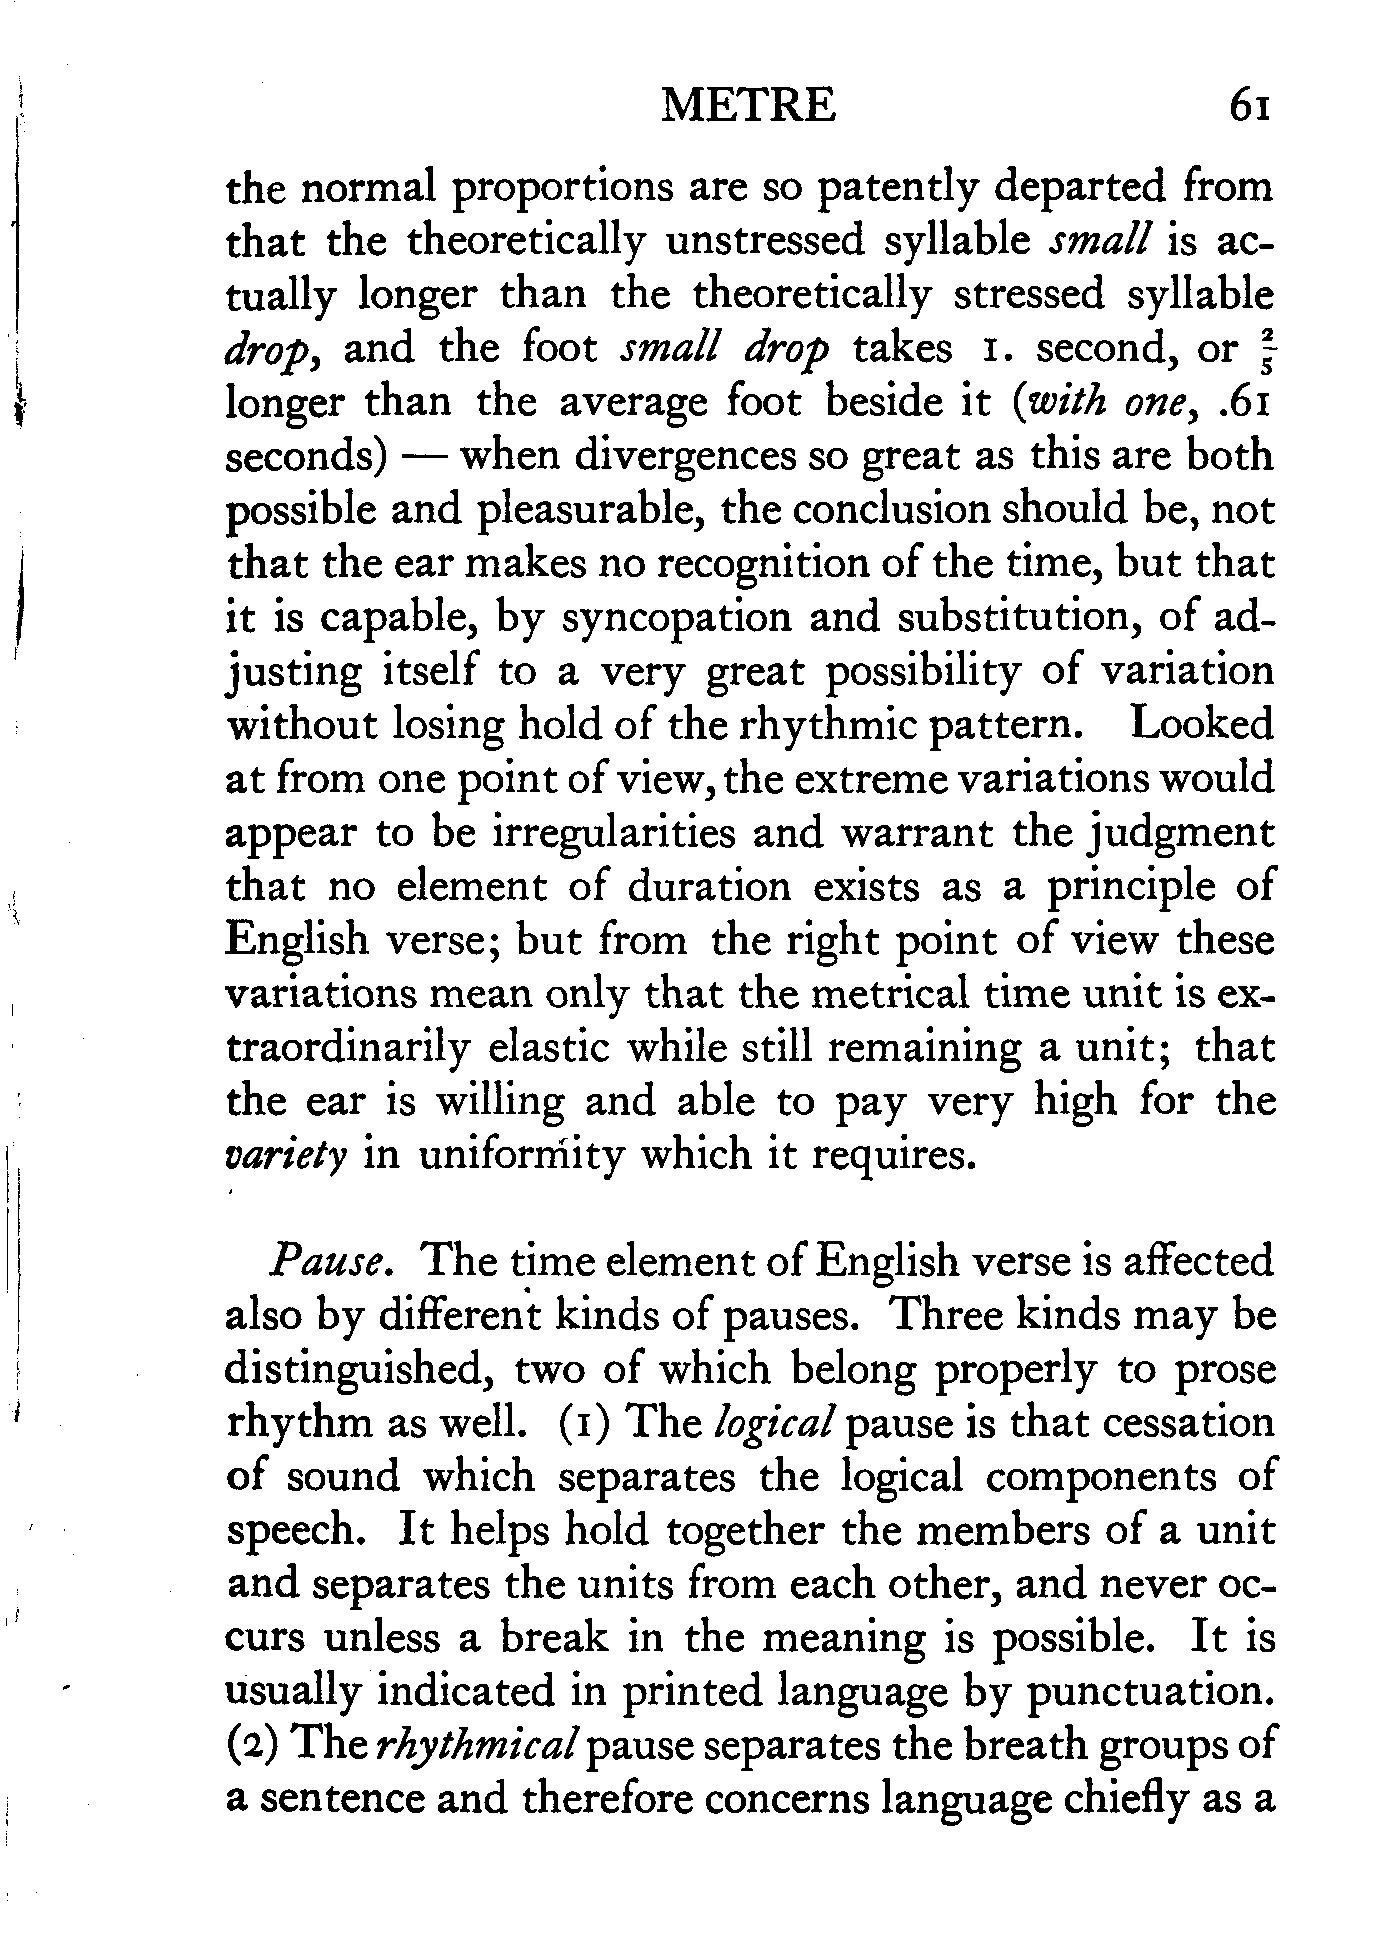 METRE 61
the normal proportions are so patently departed from
that the theoretically unstressed syllable small is ac-
tually longer than the theoretically stressed syllable
drop, and the foot small drop takes 1. second, or ⅖
longer than the average foot beside it (with one, .61
seconds) — when divergences so great as this are both
possible and pleasurable, the conclusion should be, not
that the ear makes no recognition of the time, but that
it is capable, by syncopation and substitution, of ad-
justing itself to a very great possibility of variation
without losing hold of the rhythmic pattern. Looked
at from one point of view, the extreme variations would
appear to be irregularities and warrant the judgment
that no element of duration exists as a principle of
English verse; but from the right point of view these
variations mean only that the metrical time unit is ex-
traordinarily elastic while still remaining a unit; that
the ear is willing and able to pay very high for the
variety in uniformity which it requires.
Pause. The time element of English verse is affected
also by different kinds of pauses. Three kinds may be
distinguished, two of which belong properly to prose
rhythm as well. (1) The logical pause is that cessation
of sound which separates the logical components of
speech. It helps hold together the members of a unit
and separates the units from each other, and never oc-
curs unless a break in the meaning is possible. It is
usually indicated in printed language by punctuation.
(2) The rhythmical pause separates the breath groups of
a sentence and therefore concerns language chiefly as a